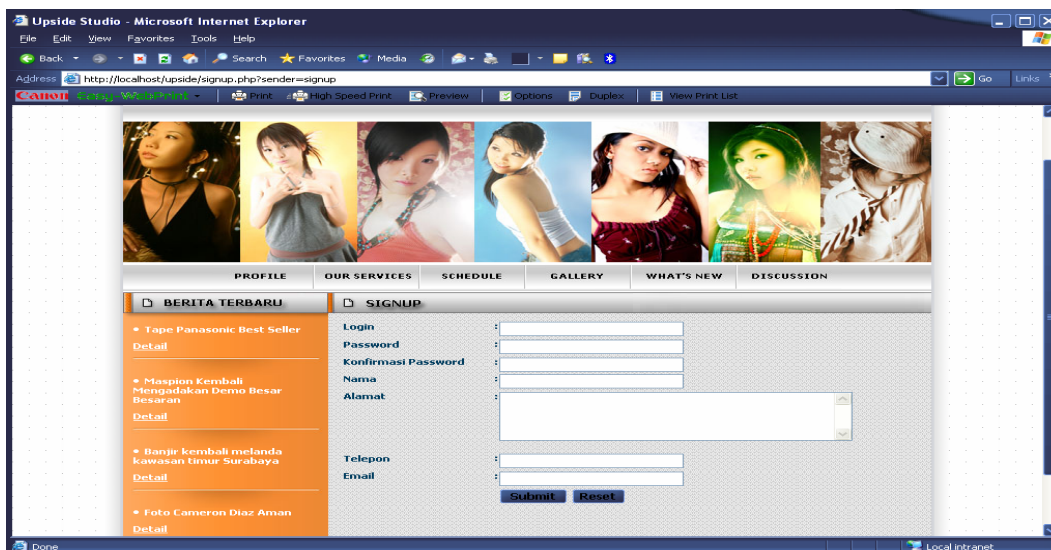 Upside Studio - Microsoft Internet Explorer
File Edit View Favorites Tools Help
Back Search Favorites Media
Address http://localhost/upside/signup.php?sender=signup Go Links
Canon Easy-WebPrint Print High Speed Print Preview Options Duplex View Print List
PROFILE OUR SERVICES SCHEDULE GALLERY WHAT'S NEW DISCUSSION
BERITA TERBARU
• Tape Panasonic Best Seller
Detail
• Maspion Kembali
Mengadakan Demo Besar
Besaran
Detail
• Banjir kembali melanda
kawasan timur Surabaya
Detail
• Foto Cameron Diaz Aman
Detail
SIGNUP
Login :
Password :
Konfirmasi Password :
Nama :
Alamat :
Telepon :
Email :
Submit Reset
Done Local intranet